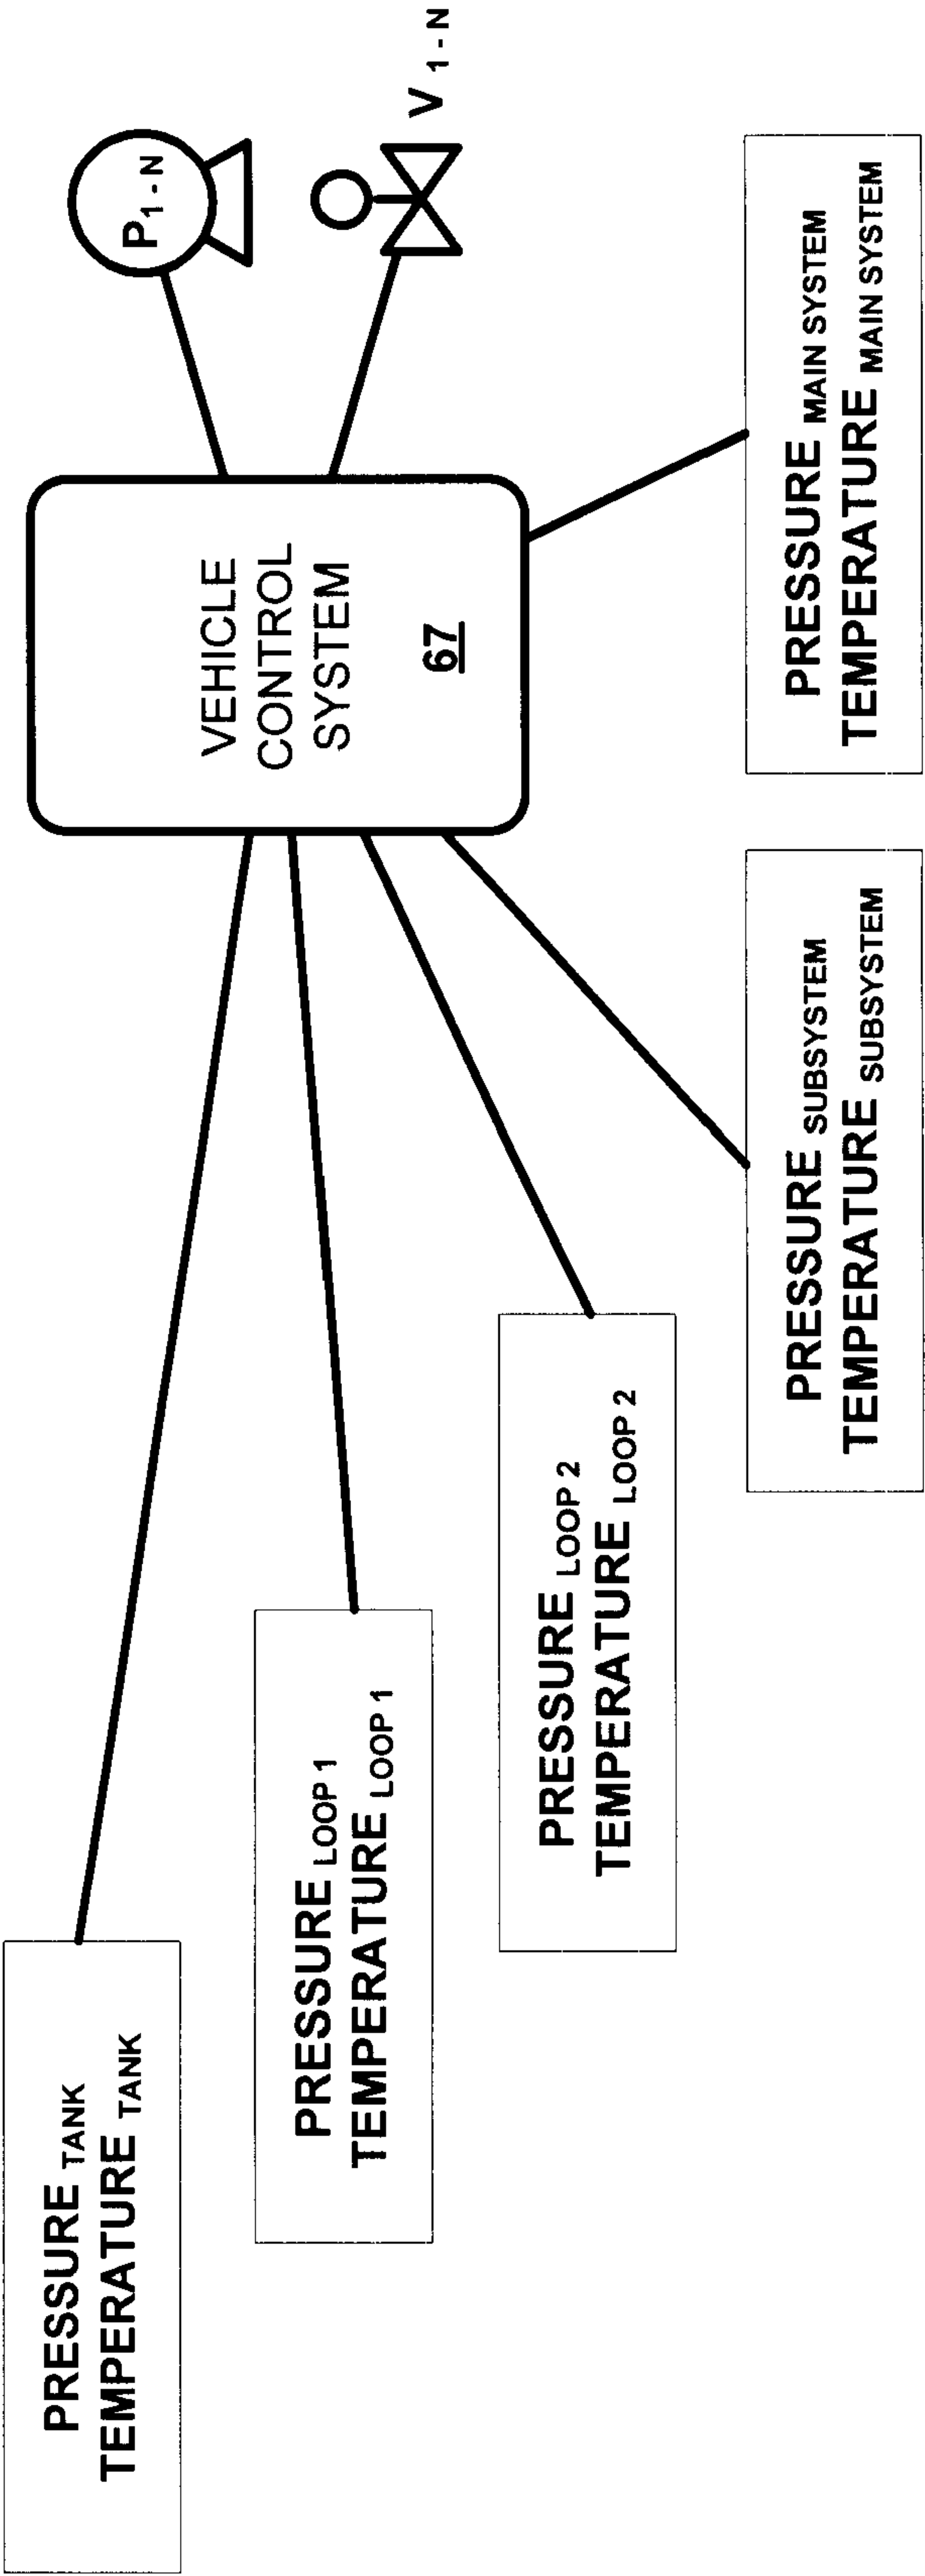 PRESSURE TANK
TEMPERATURE TANK
PRESSURE LOOP 1
TEMPERATURE LOOP 1
PRESSURE LOOP 2
TEMPERATURE LOOP 2
PRESSURE SUBSYSTEM
TEMPERATURE SUBSYSTEM
VEHICLE
CONTROL
SYSTEM
67
PRESSURE MAIN SYSTEM
TEMPERATURE MAIN SYSTEM
P1-N
V 1-N